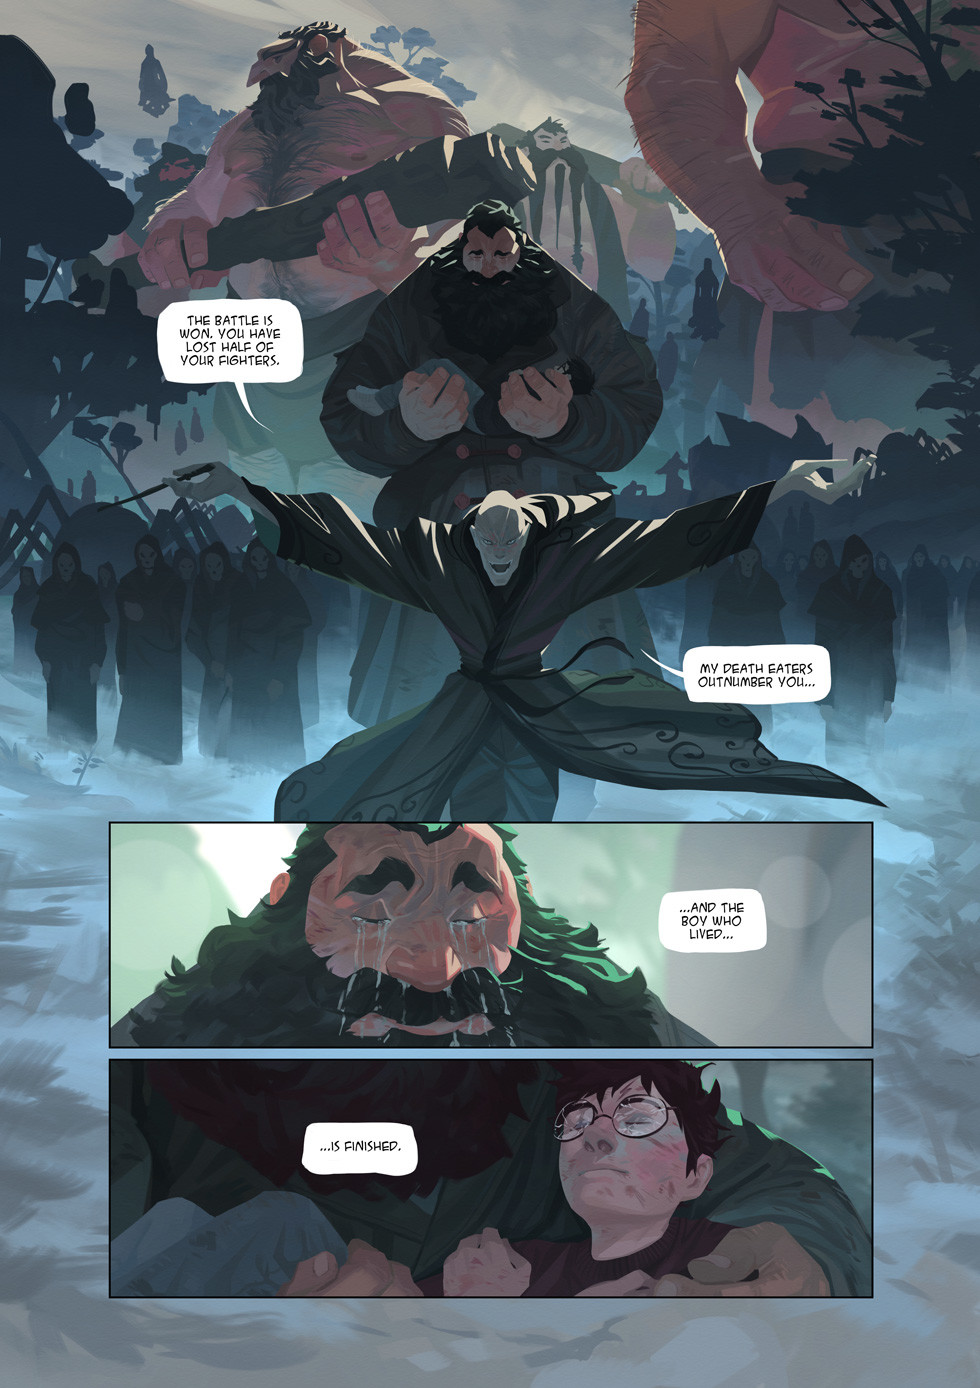 THE BATTLE IS
WON. YOU HAVE
LOST HALF OF
YOUR FIGHTERS.
MY DEATH EATERS
OUTNUMBER YOU...
...AND THE
BOY WHO
LIVED...
...IS FINISHED.